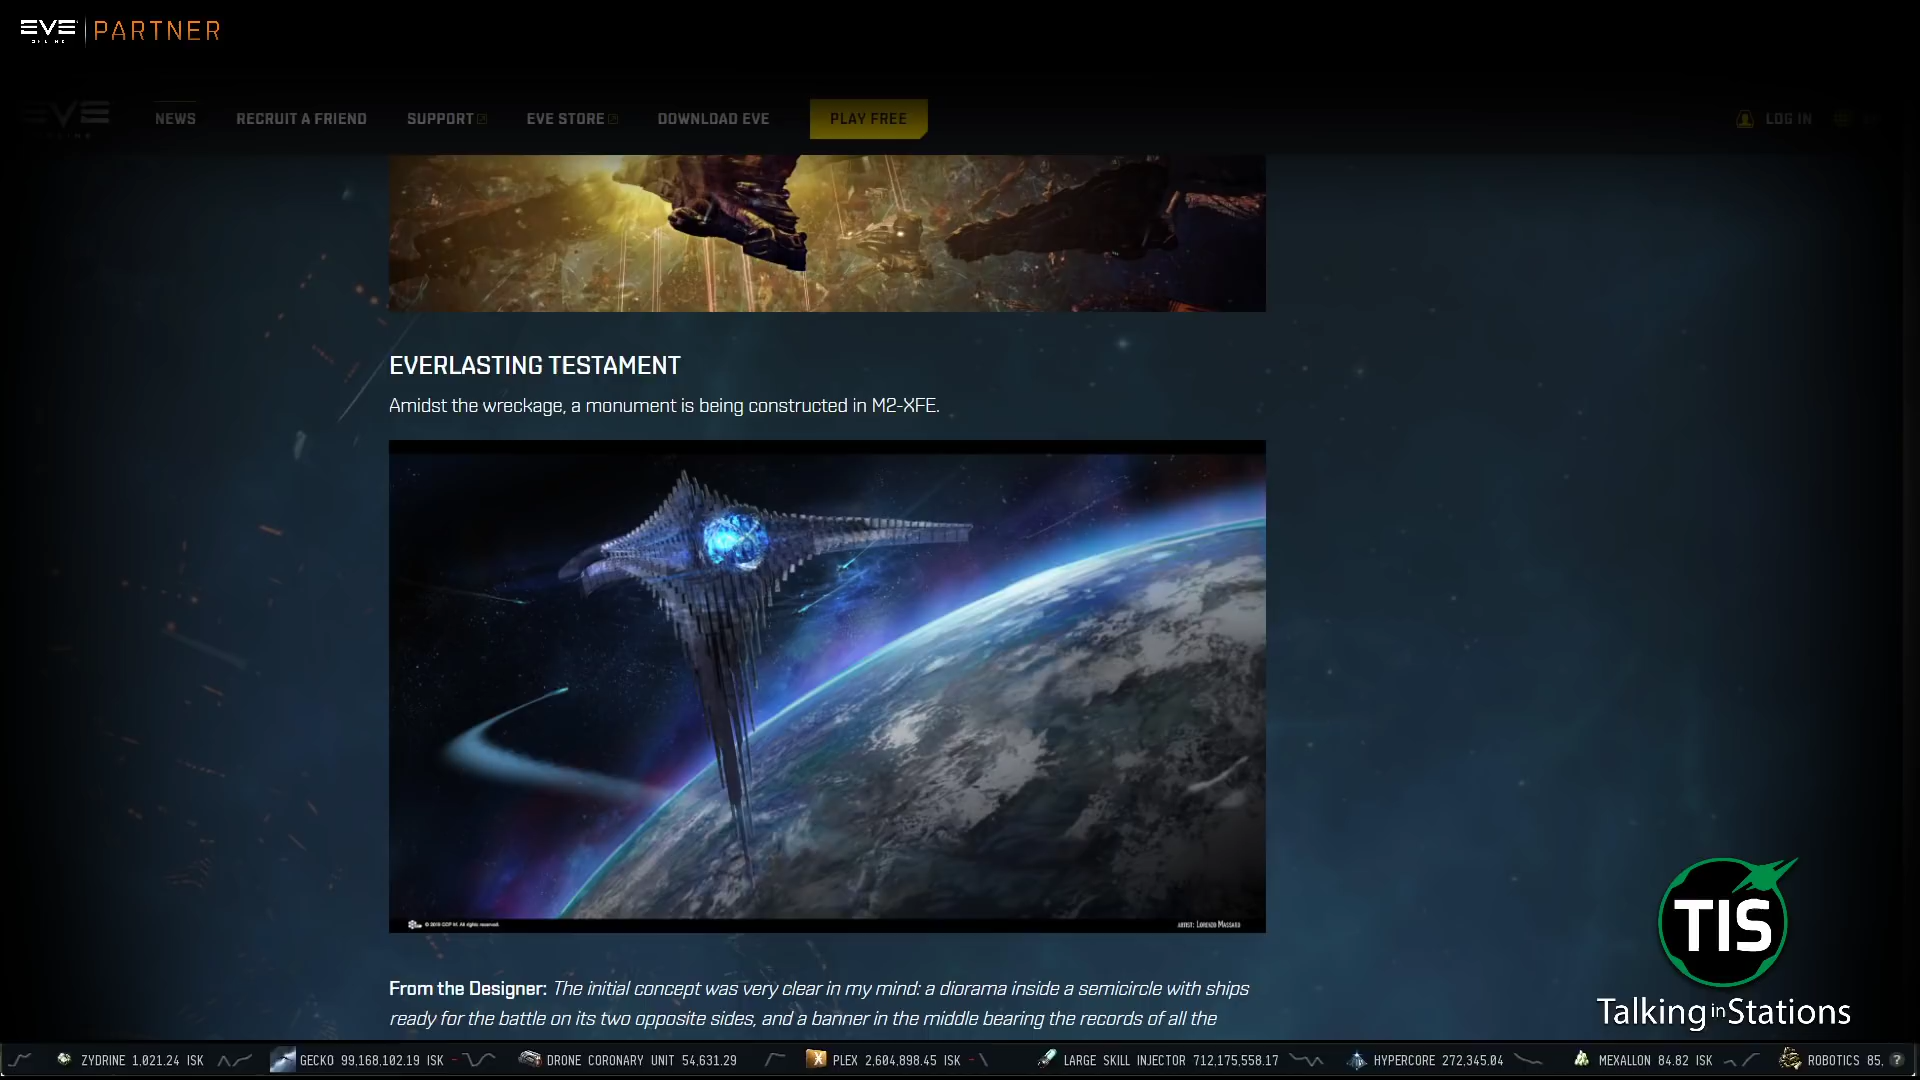 EVE | PARTNER
ONLINE
EVE
NEWS RECRUIT A FRIEND SUPPORT EVE STORE DOWNLOAD EVE PLAY FREE LOG IN
EVERLASTING TESTAMENT
Amidst the wreckage, a monument is being constructed in M2-XFE.
ARTIST: LORENZO MASSARO
From the Designer: The initial concept was very clear in my mind: a diorama inside a semicircle with ships
ready for the battle on its two opposite sides, and a banner in the middle bearing the records of all the
TIS
Talking in Stations
ZYDRINE 1,021.24 ISK GECKO 99,168,102.19 ISK DRONE CORONARY UNIT 54,631.29 PLEX 2,604,898.45 ISK LARGE SKILL INJECTOR 712,175,558.17 HYPERCORE 272,345.04 MEXALLON 84.82 ISK ROBOTICS 85,